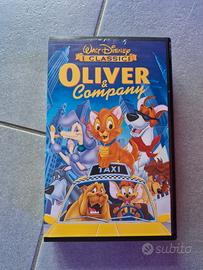 Walt Disney
I CLASSICI
OLIVER
& Company
TAXI
subito